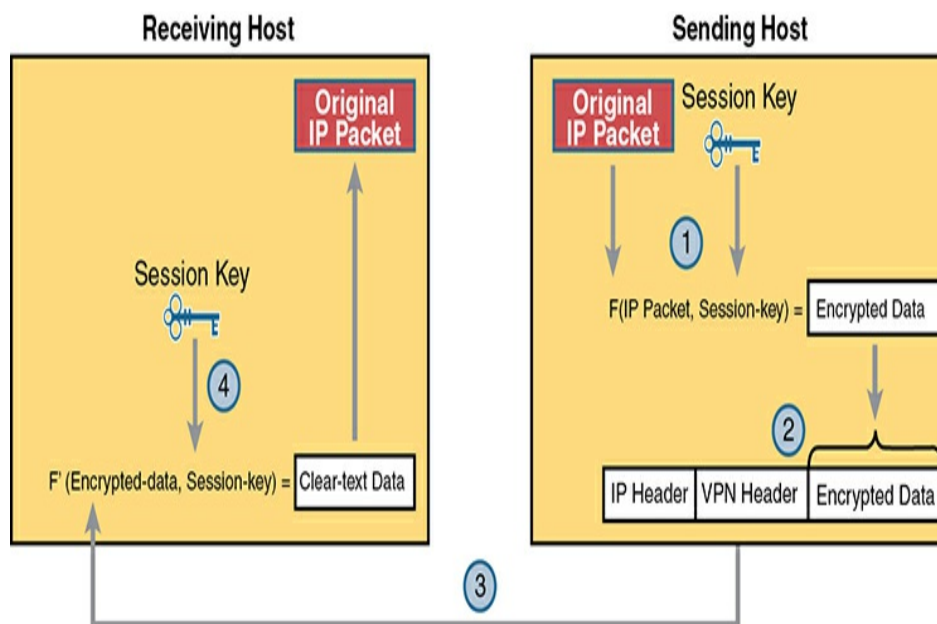 Receiving Host
Original
IP Packet
Session Key
4
F' (Encrypted-data, Session-key) =
Clear-text Data
Sending Host
Original
IP Packet
Session Key
1
F(IP Packet, Session-key) =
Encrypted Data
2
IP Header
VPN Header
Encrypted Data
3